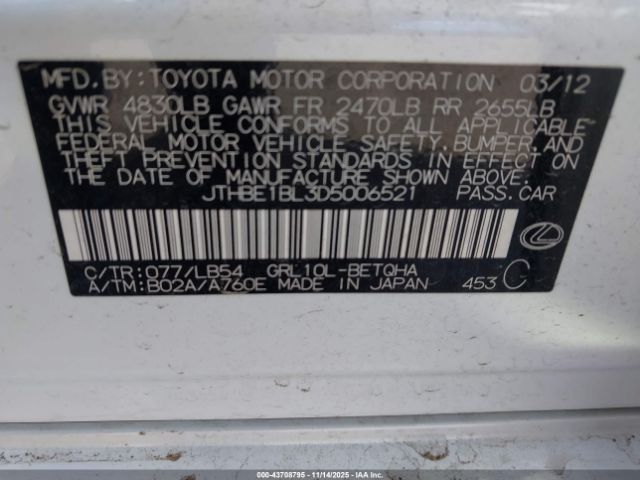 MFD. BY: TOYOTA MOTOR CORPORATION 03/12
GVWR 4830LB GAWR FR 2470LB RR 2655LB
THIS VEHICLE CONFORMS TO ALL APPLICABLE
FEDERAL MOTOR VEHICLE SAFETY, BUMPER, AND
THEFT PREVENTION STANDARDS IN EFFECT ON
THE DATE OF MANUFACTURE SHOWN ABOVE.
JTHBE1BL3D5006521 PASS. CAR
C/TR: 077/LB54 GRL10L-BETQHA
A/TM: B02A/A760E MADE IN JAPAN 453 C
000-43708795 - 11/14/2025 - IAAI.COM